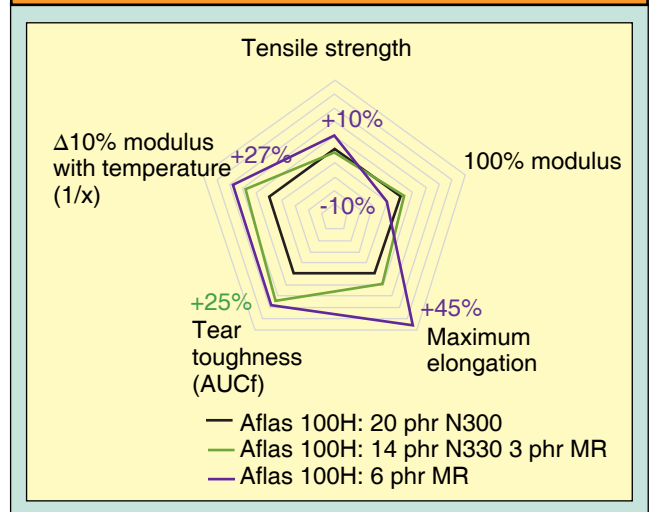 Tensile strength
+10%
Δ10% modulus
with temperature
(1/x)
+27%
100% modulus
-10%
+25%
Tear
toughness
(AUCf)
+45%
Maximum
elongation
Aflas 100H: 20 phr N300
Aflas 100H: 14 phr N330 3 phr MR
Aflas 100H: 6 phr MR